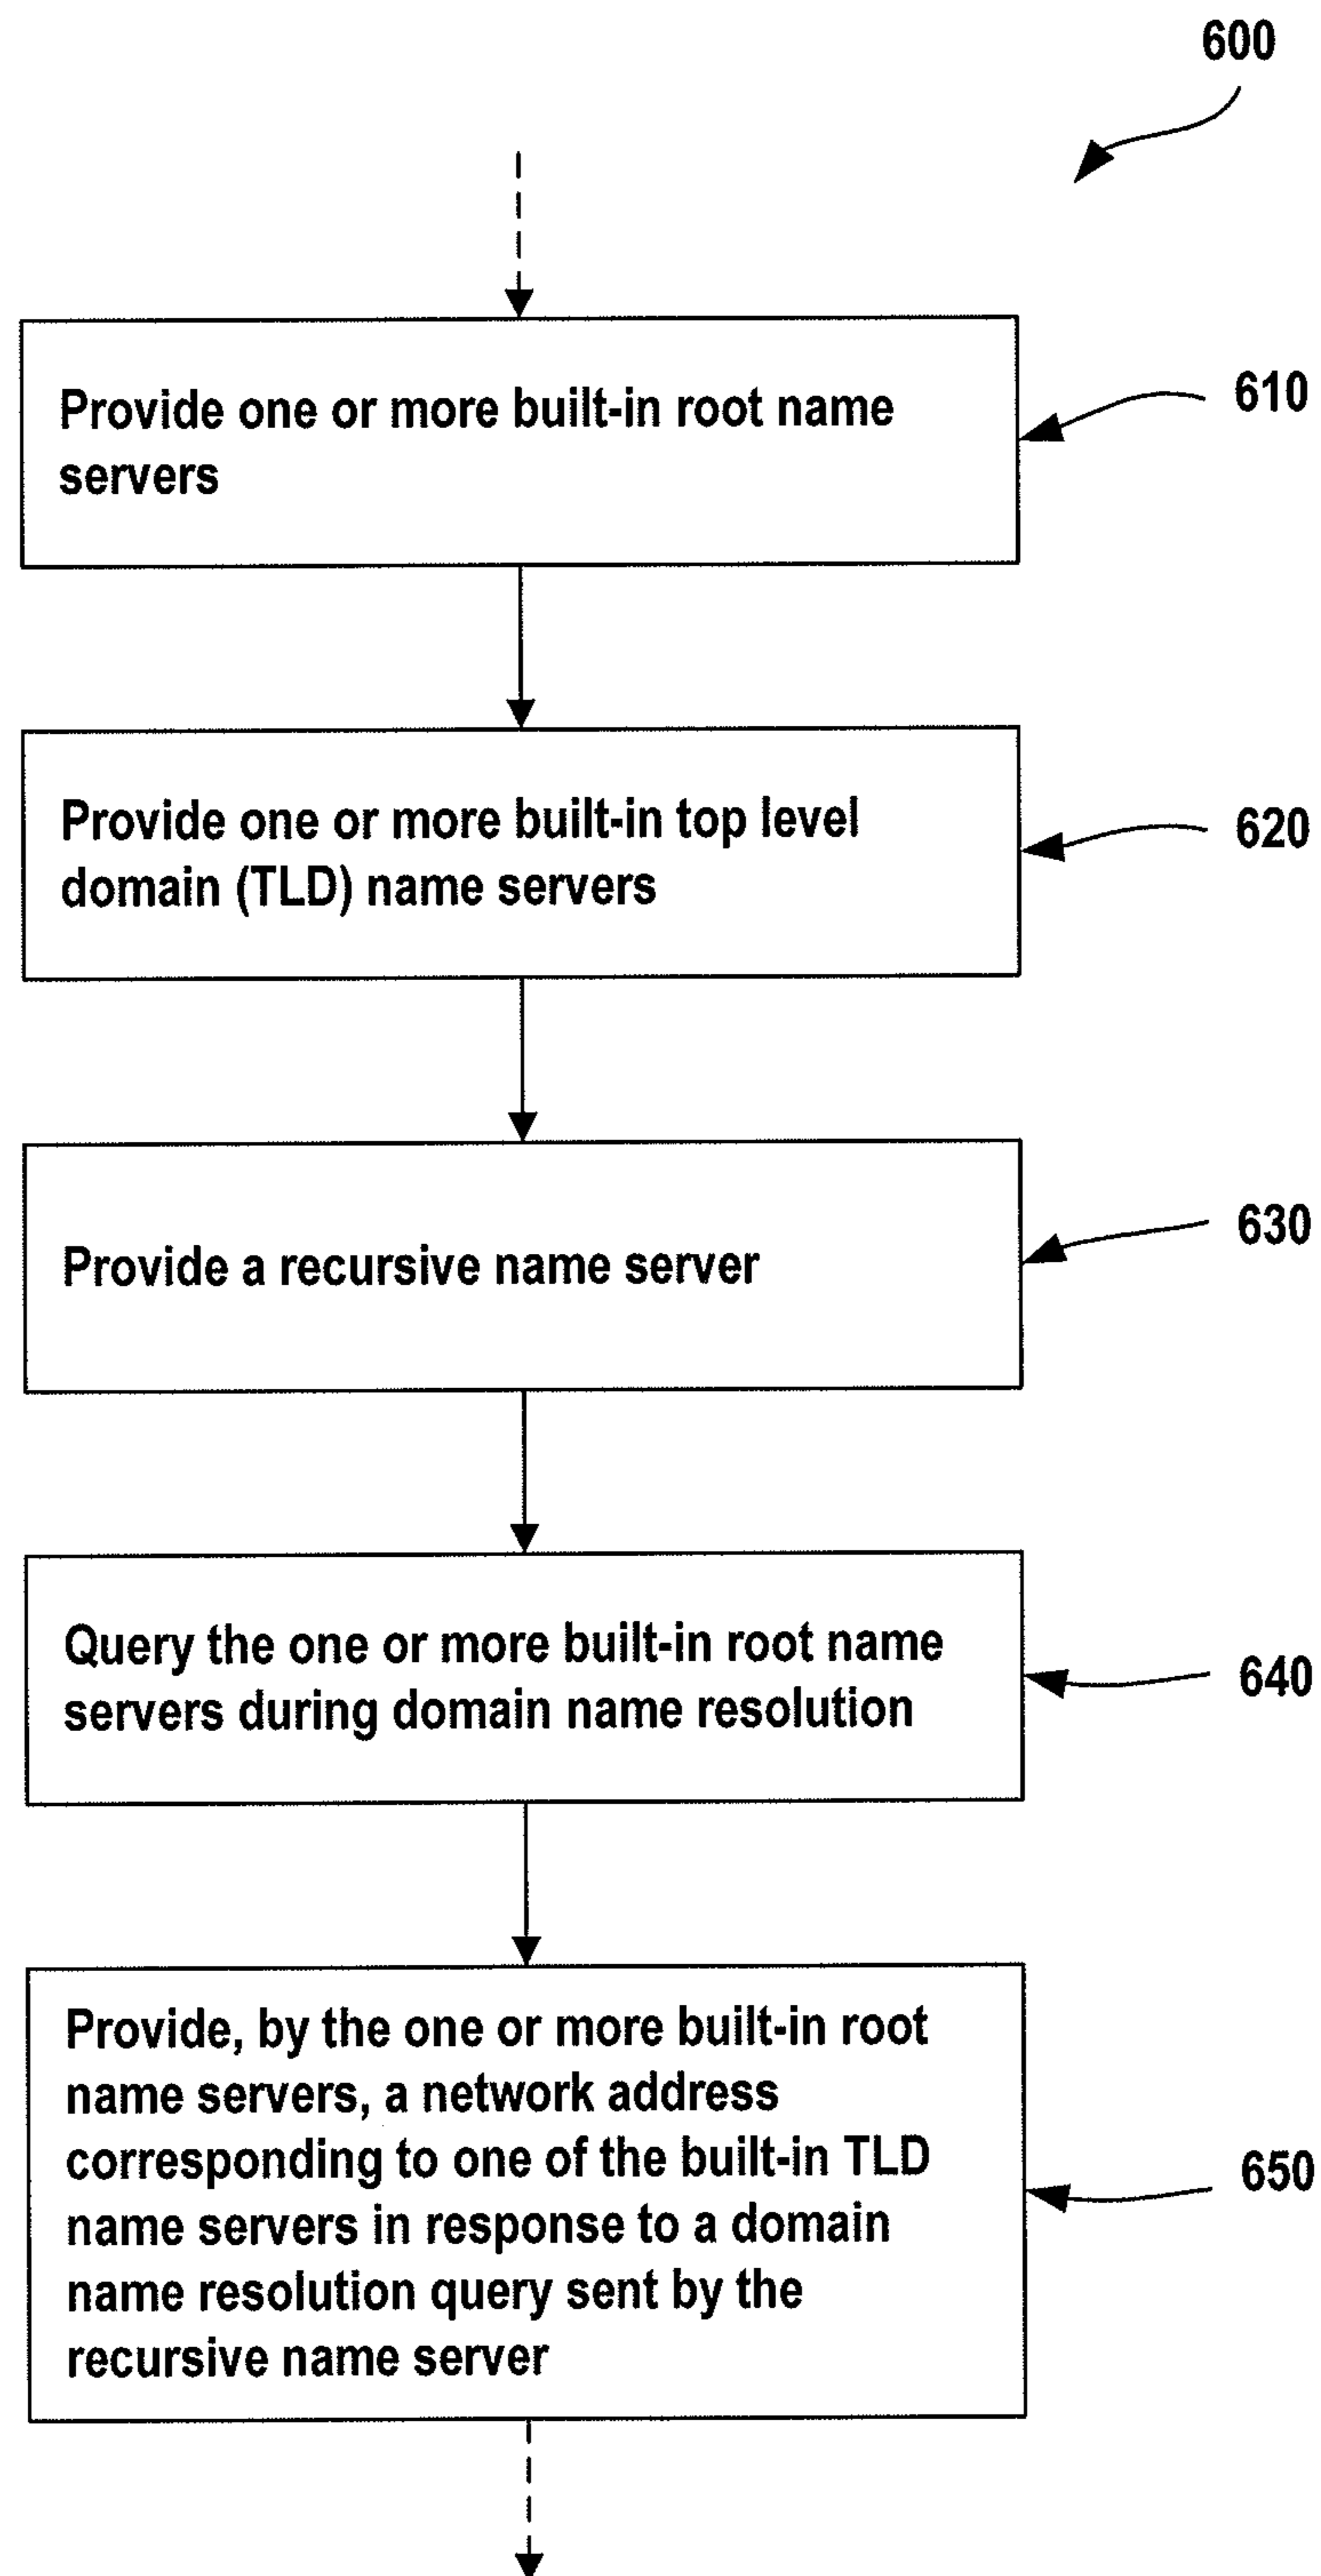 600
Provide one or more built-in root name
servers
610
Provide one or more built-in top level
domain (TLD) name servers
620
Provide a recursive name server
630
Query the one or more built-in root name
servers during domain name resolution
640
Provide, by the one or more built-in root
name servers, a network address
corresponding to one of the built-in TLD
name servers in response to a domain
name resolution query sent by the
recursive name server
650